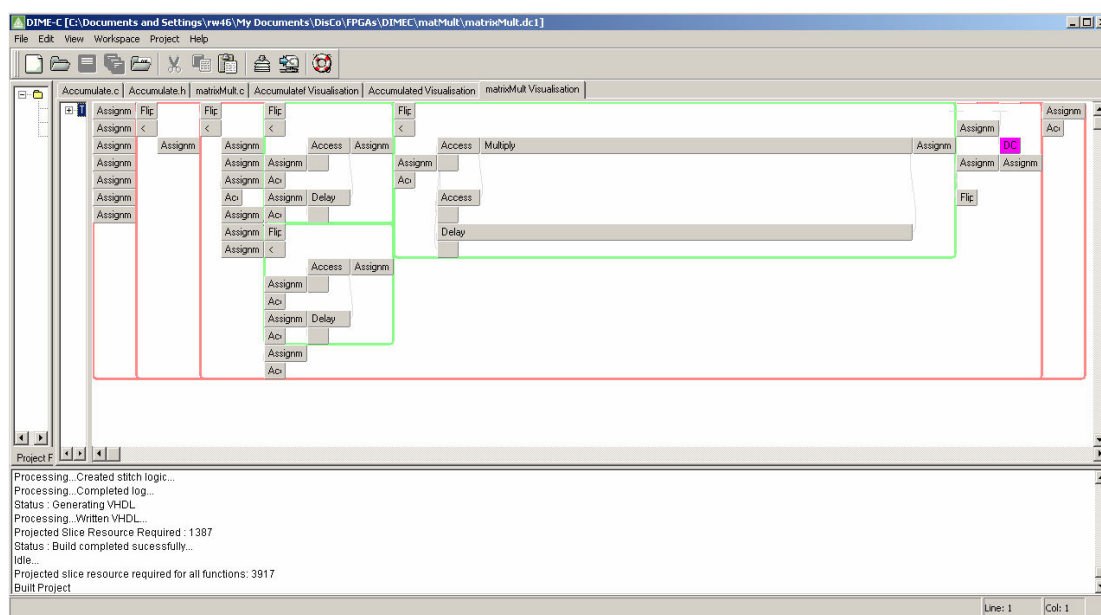 DIME-C [C:\Documents and Settings\rw46\My Documents\DisCo\FPGAs\DIMEC\matMult\matrixMult.dc1]
File Edit View Workspace Project Help
Accumulate.c Accumulate.h matrixMult.c Accumulatef Visualisation Accumulated Visualisation matrixMult Visualisation
Assignm Flip Flip Flip Flip Assignm
Assignm < < < < Assignm Acc
Assignm Assignm Assignm Access Assignm Access Multiply Assignm DC
Assignm Assignm Assignm Assignm Assignm Assignm
Assignm Assignm Acc Acc
Assignm Acc Assignm Delay Access Flip
Assignm Assignm Acc
Assignm Flip Delay
Assignm <
Access Assignm
Assignm
Acc
Assignm Delay
Acc
Assignm
Acc
Project F
Processing...Created stitch logic...
Processing...Completed log...
Status : Generating VHDL
Processing...Written VHDL...
Projected Slice Resource Required : 1387
Status : Build completed sucessfully...
Idle...
Projected slice resource required for all functions: 3917
Built Project
Line: 1 Col: 1